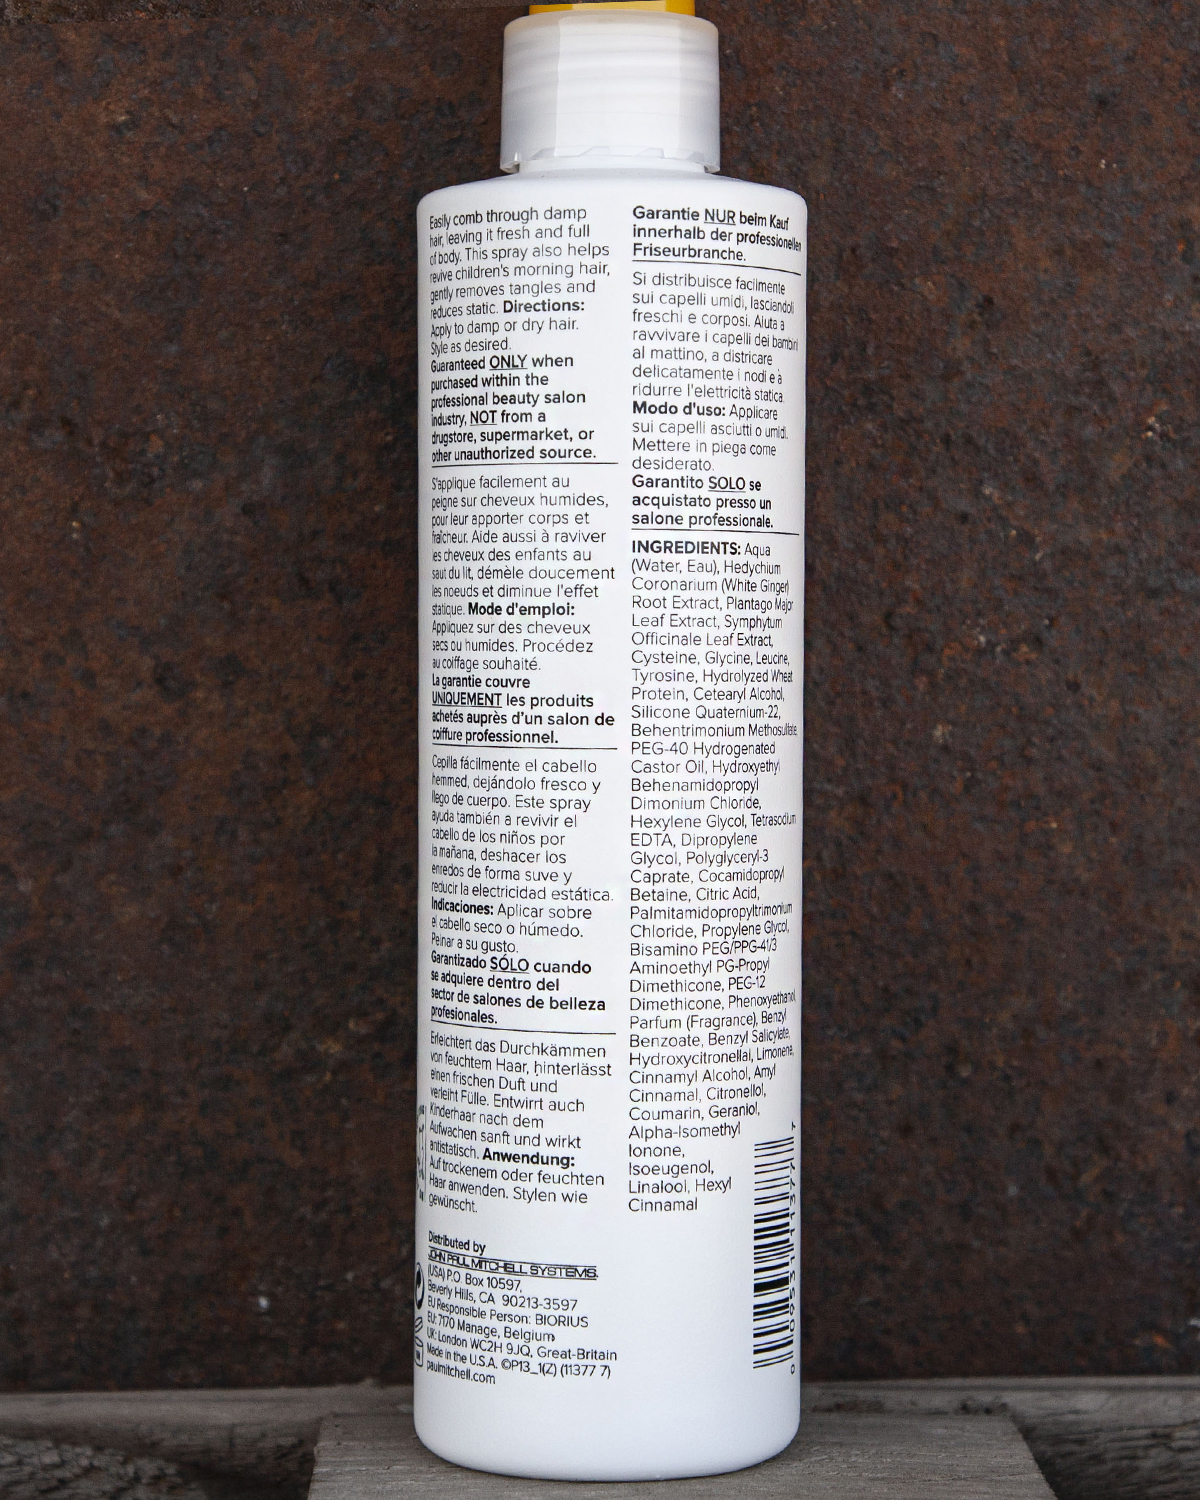 Easily comb through damp
hair, leaving it fresh and full
of body. This spray also helps
revive children's morning hair,
gently removes tangles and
reduces static. Directions:
Apply to damp or dry hair.
Style as desired.
Guaranteed ONLY when
purchased within the
professional beauty salon
industry, NOT from a
drugstore, supermarket, or
other unauthorized source.
S'applique facilement au
peigne sur cheveux humides,
pour leur apporter corps et
fraîcheur. Aide aussi à raviver
les cheveux des enfants au
saut du lit, démèle doucement
les noeuds et diminue l'effet
statique. Mode d'emploi:
Appliquez sur des cheveux
secs ou humides. Procédez
au coiffage souhaité.
La garantie couvre
UNIQUEMENT les produits
achetés auprès d'un salon de
coiffure professionnel.
Cepilla fácilmente el cabello
hemmed, dejándolo fresco y
llego de cuerpo. Este spray
ayuda también a revivir el
cabello de los niños por
la mañana, deshacer los
enredos de forma suve y
reducir la electricidad estática.
Indicaciones: Aplicar sobre
el cabello seco o húmedo.
Peinar a su gusto.
Garantizado SÓLO cuando
se adquiere dentro del
sector de salones de belleza
profesionales.
Erleichtert das Durchkämmen
von feuchtem Haar, hinterlässt
einen frischen Duft und
verleiht Fülle. Entwirrt auch
Kinderhaar nach dem
Aufwachen sanft und wirkt
antistatisch. Anwendung:
Auf trockenem oder feuchten
Haar anwenden. Stylen wie
gewünscht.
Distributed by
JOHN PAUL MITCHELL SYSTEMS.
(USA) P.O. Box 10597,
Beverly Hills, CA 90213-3597
EU Responsible Person: BIORIUS
EU: 7170 Manage, Belgium
UK: London WC2H 9JQ, Great-Britain
Made in the U.S.A. ©P13_1(Z) (11377 7)
paulmitchell.com
Garantie NUR beim Kauf
innerhalb der professionellen
Friseurbranche.
Si distribuisce facilmente
sui capelli umidi, lasciandoli
freschi e corposi. Aiuta a
ravvivare i capelli dei bambini
al mattino, a districare
delicatamente i nodi e à
ridurre l'elettricità statica.
Modo d'uso: Applicare
sui capelli asciutti o umidi.
Mettere in piega come
desiderato.
Garantito SOLO se
acquistato presso un
salone professionale.
INGREDIENTS: Aqua
(Water, Eau), Hedychium
Coronarium (White Ginger)
Root Extract, Plantago Major
Leaf Extract, Symphytum
Officinale Leaf Extract,
Cysteine, Glycine, Leucine,
Tyrosine, Hydrolyzed Wheat
Protein, Cetearyl Alcohol,
Silicone Quaternium-22,
Behentrimonium Methosulfate,
PEG-40 Hydrogenated
Castor Oil, Hydroxyethyl
Behenamidopropyl
Dimonium Chloride,
Hexylene Glycol, Tetrasodium
EDTA, Dipropylene
Glycol, Polyglyceryl-3
Caprate, Cocamidopropyl
Betaine, Citric Acid,
Palmitamidopropyltrimonium
Chloride, Propylene Glycol,
Bisamino PEG/PPG-41/3
Aminoethyl PG-Propyl
Dimethicone, PEG-12
Dimethicone, Phenoxyethanol,
Parfum (Fragrance), Benzyl
Benzoate, Benzyl Salicylate,
Hydroxycitronellal, Limonene,
Cinnamyl Alcohol, Amyl
Cinnamal, Citronellol,
Coumarin, Geraniol,
Alpha-Isomethyl
Ionone,
Isoeugenol,
Linalool, Hexyl
Cinnamal
0 09531 11377 7